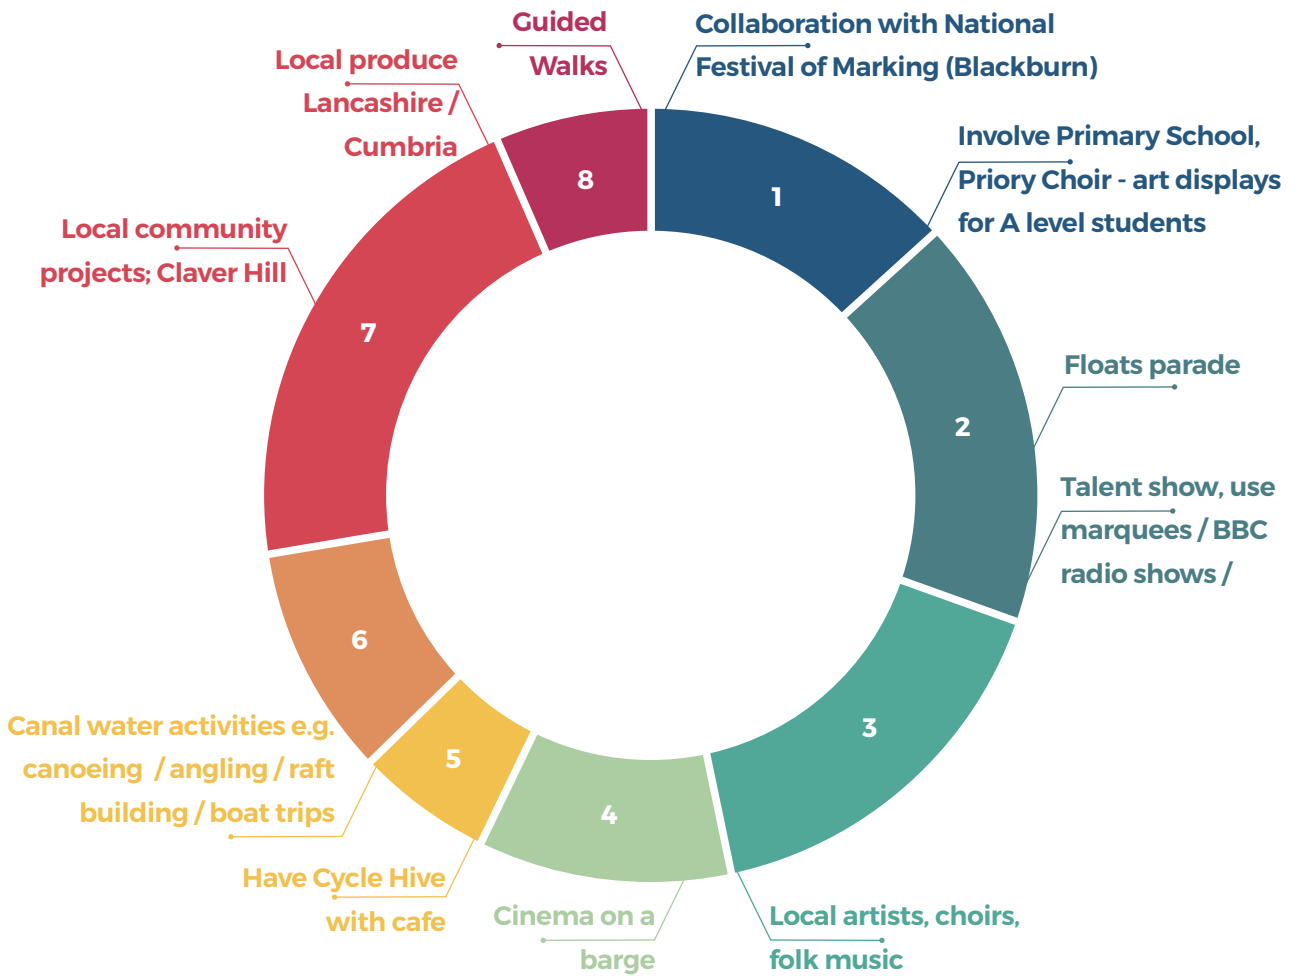 Guided
Walks
Collaboration with National
Festival of Marking (Blackburn)
Local produce
Lancashire /
Cumbria
Involve Primary School,
Priory Choir - art displays
for A level students
8
1
Local community
projects; Claver Hill
7
Floats parade
2
Talent show, use
marquees / BBC
radio shows /
6
3
Canal water activities e.g.
canoeing / angling / raft
building / boat trips
5
4
Have Cycle Hive
with cafe
Cinema on a
barge
Local artists, choirs,
folk music